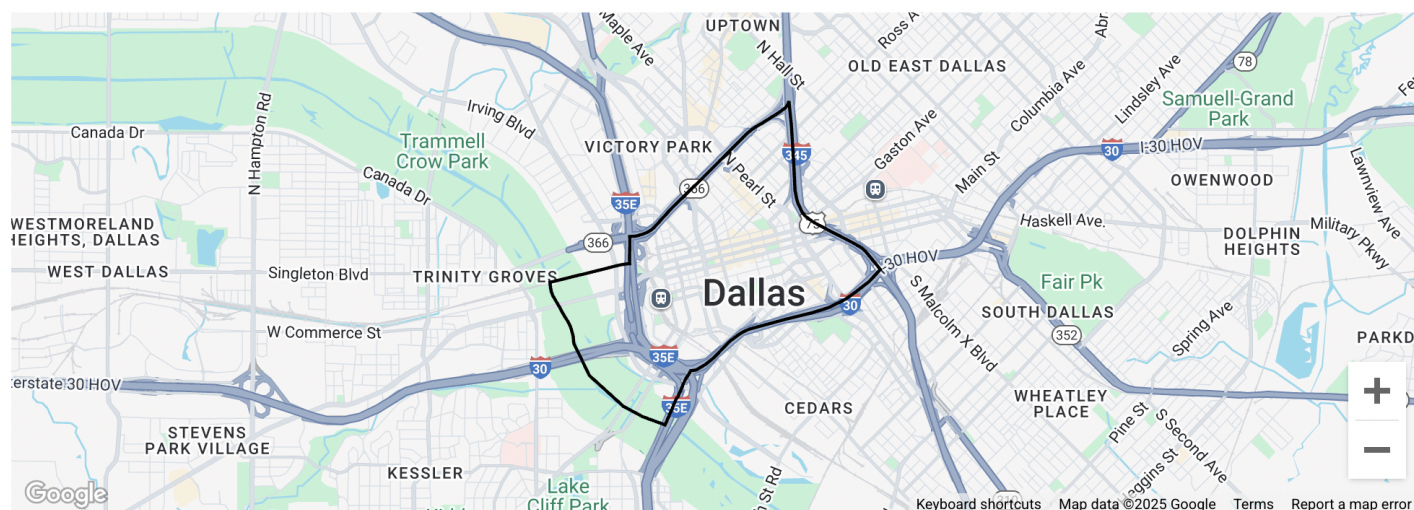 UPTOWN
Maple Ave
N Hall St
Ross A
Abr
78
OLD EAST DALLAS
Lindsley Ave
Columbia Ave
Samuell-Grand
Park
Fe
Irving Blvd
N Hampton Rd
Canada Dr
Trammell
Crow Park
VICTORY PARK
345
Gaston Ave
30
I-30 HOV
Main St
Lawnview Ave
Canada Dr
366
N Pearl St
OWENWOOD
35E
WESTMORELAND
HEIGHTS, DALLAS
366
75
Haskell Ave.
Military Pkwy
DOLPHIN
HEIGHTS
WEST DALLAS
Singleton Blvd
TRINITY GROVES
I-30 HOV
Dallas
S Malcolm X Blvd
Fair Pk
30
SOUTH DALLAS
W Commerce St
352
Spring Ave
PARKD
35E
30
terstate 30 HOV
35E
CEDARS
WHEATLEY
PLACE
Pine St
S Second Ave
STEVENS
PARK VILLAGE
KESSLER
Lake
Cliff Park
n St Rd
Google
Keyboard shortcuts
Map data ©2025 Google
Terms
Report a map error